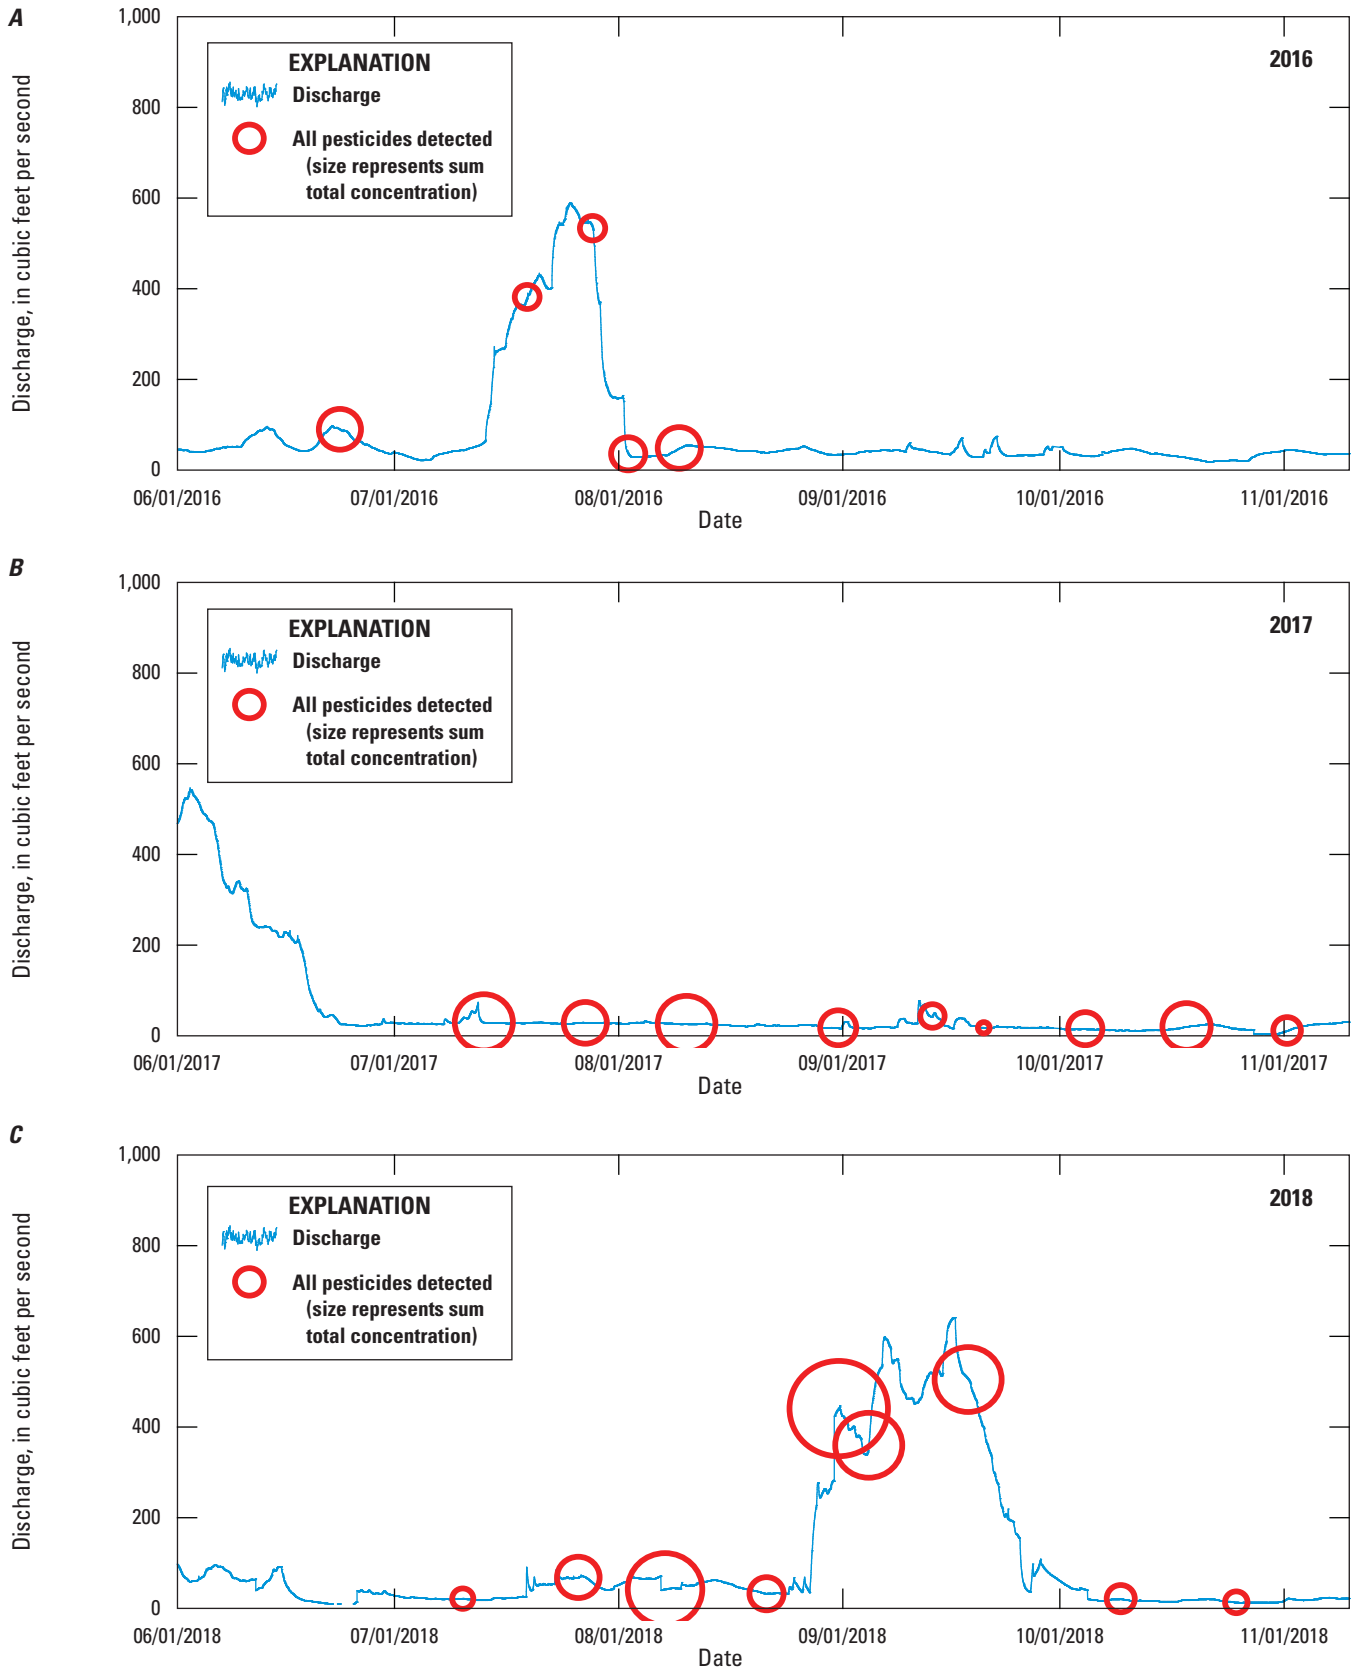 A
1,000
2016
EXPLANATION
Discharge
All pesticides detected
(size represents sum
total concentration)
800
600
400
200
0
Discharge, in cubic feet per second
06/01/2016 07/01/2016 08/01/2016 09/01/2016 10/01/2016 11/01/2016
Date
B
1,000
2017
EXPLANATION
Discharge
All pesticides detected
(size represents sum
total concentration)
800
600
400
200
0
Discharge, in cubic feet per second
06/01/2017 07/01/2017 08/01/2017 09/01/2017 10/01/2017 11/01/2017
Date
C
1,000
2018
EXPLANATION
Discharge
All pesticides detected
(size represents sum
total concentration)
800
600
400
200
0
Discharge, in cubic feet per second
06/01/2018 07/01/2018 08/01/2018 09/01/2018 10/01/2018 11/01/2018
Date